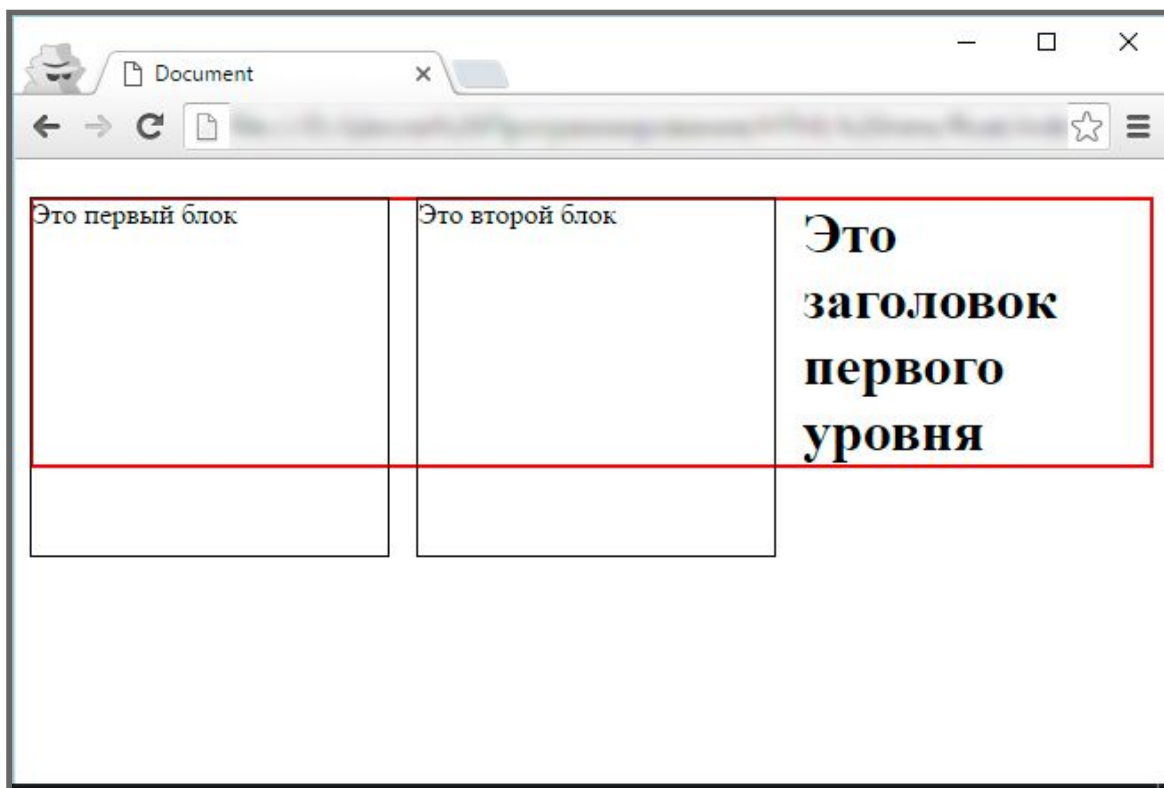 Document
Это первый блок
Это второй блок
Это
заголовок
первого
уровня